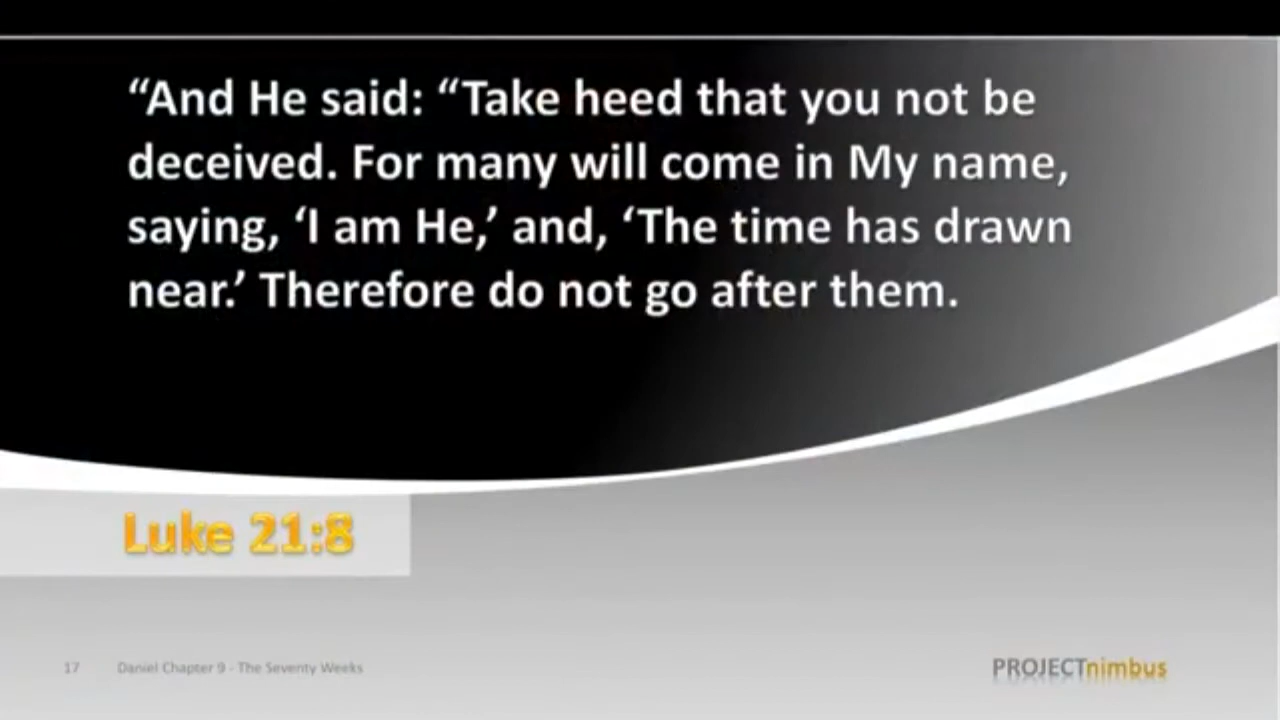 “And He said: “Take heed that you not be
deceived. For many will come in My name,
saying, ‘I am He,’ and, ‘The time has drawn
near.’ Therefore do not go after them.
Luke 21:8
17 Daniel Chapter 9 - The Seventy Weeks
PROJECTnimbus